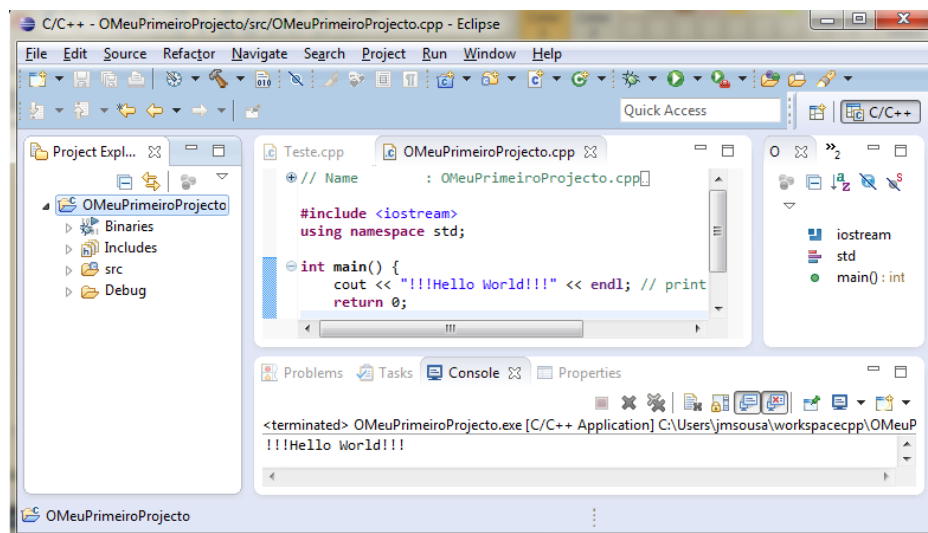 C/C++ - OMeuPrimeiroProjecto/src/OMeuPrimeiroProjecto.cpp - Eclipse
File Edit Source Refactor Navigate Search Project Run Window Help
Quick Access
C/C++
Project Expl...
OMeuPrimeiroProjecto
Binaries
Includes
src
Debug
Teste.cpp OMeuPrimeiroProjecto.cpp
// Name : OMeuPrimeiroProjecto.cpp
#include <iostream>
using namespace std;
int main() {
cout << "!!!Hello World!!!" << endl; // print
return 0;
O »2
iostream
std
main() : int
Problems Tasks Console Properties
<terminated> OMeuPrimeiroProjecto.exe [C/C++ Application] C:\Users\jmsousa\workspacecpp\OMeuP
!!!Hello World!!!
OMeuPrimeiroProjecto